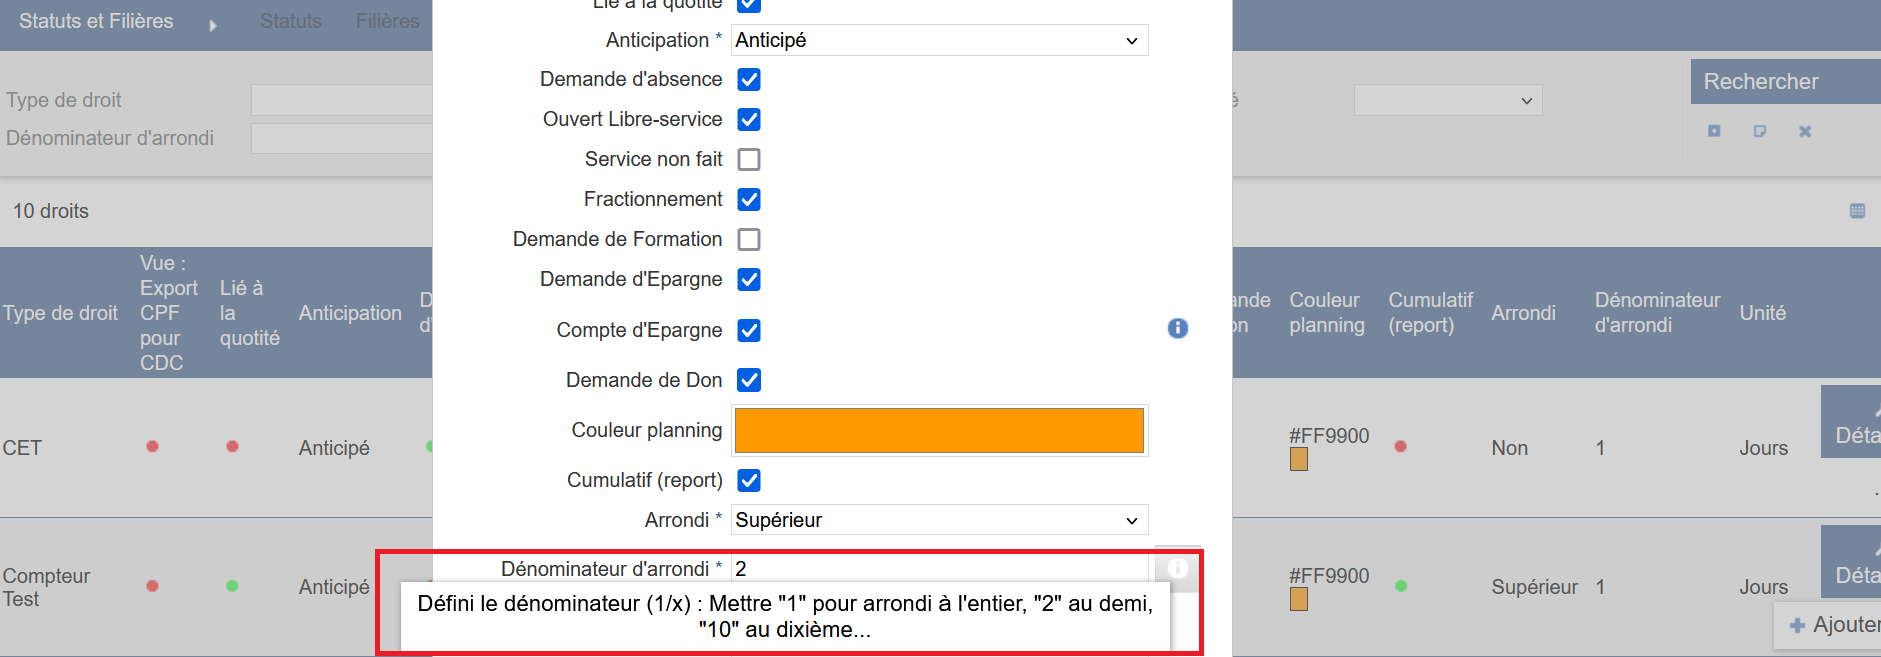 Statuts et Filières
Statuts
Filières
Lié à la quotité
Anticipation *
Anticipé
Demande d'absence
Ouvert Libre-service
Service non fait
Fractionnement
Demande de Formation
Demande d'Epargne
Compte d'Epargne
Demande de Don
Couleur planning
Cumulatif (report)
Arrondi *
Supérieur
Dénominateur d'arrondi *
2
Défini le dénominateur (1/x) : Mettre "1" pour arrondi à l'entier, "2" au demi,
"10" au dixième...
Type de droit
Dénominateur d'arrondi
é
Rechercher
10 droits
Type de droit
Vue :
Export
CPF
pour
CDC
Lié à
la
quotité
Anticipation
D
d'
ande
on
Couleur
planning
Cumulatif
(report)
Arrondi
Dénominateur
d'arrondi
Unité
CET
Anticipé
#FF9900
Non
1
Jours
Déta
Compteur
Test
Anticipé
#FF9900
Supérieur
1
Jours
Déta
Ajouter